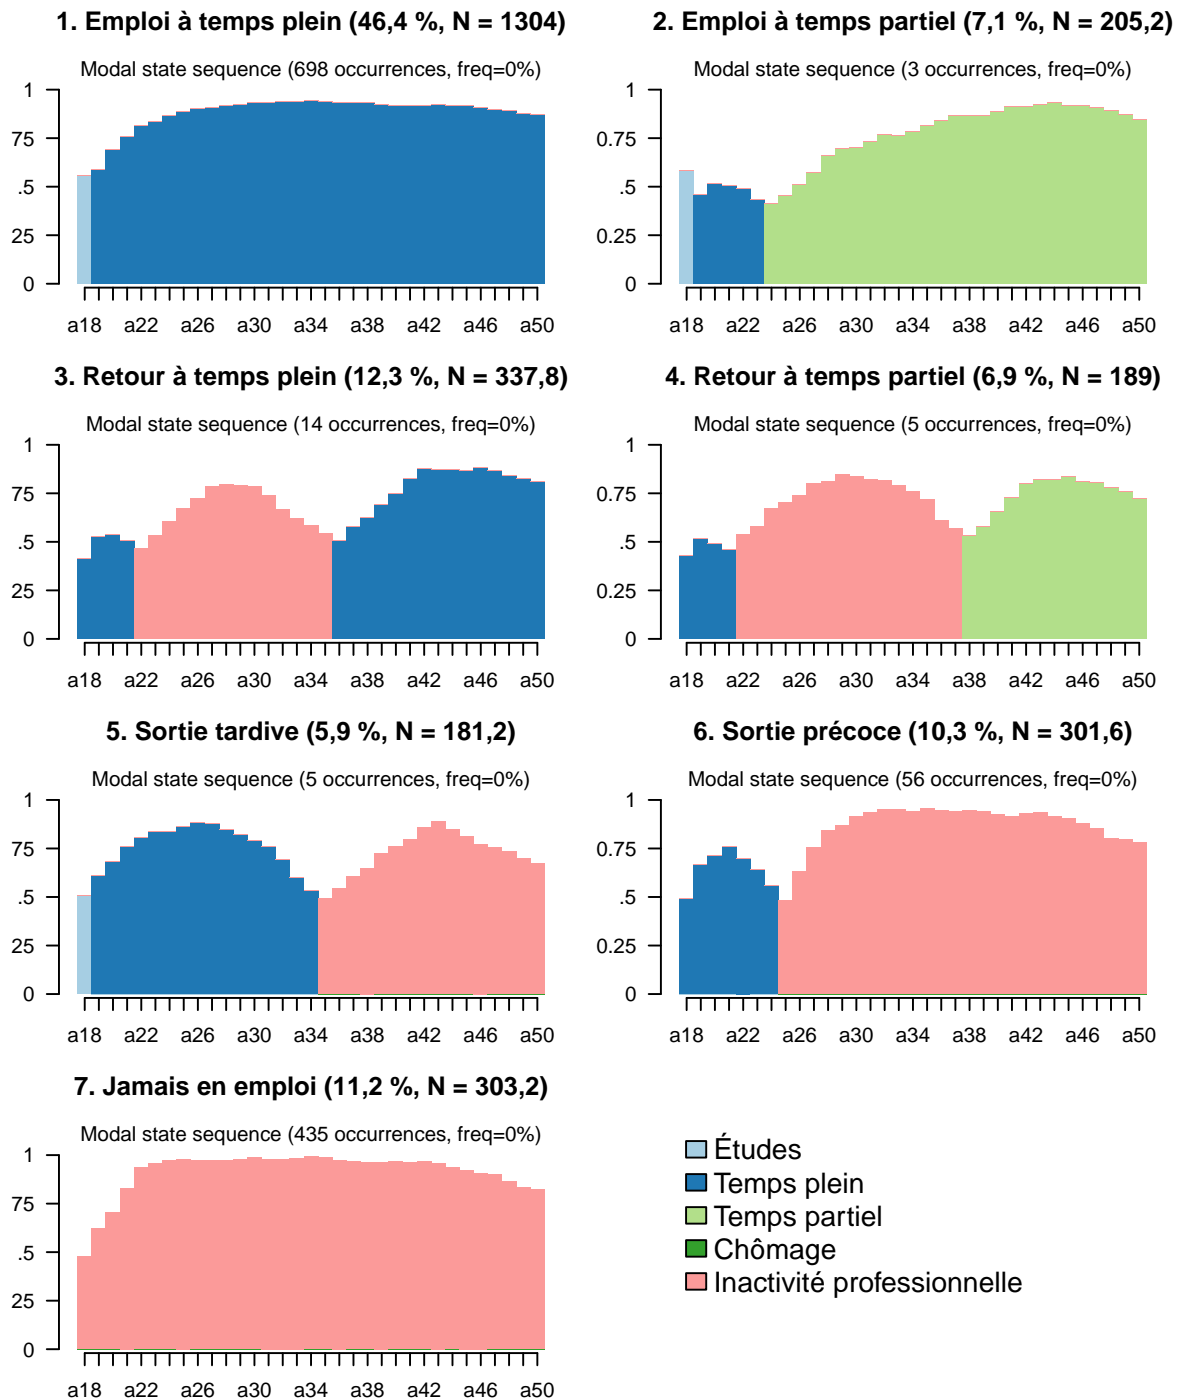 1. Emploi à temps plein (46,4 %, N = 1304)
Modal state sequence (698 occurrences, freq=0%)
1
75
.5
25
0
a18 a22 a26 a30 a34 a38 a42 a46 a50
2. Emploi à temps partiel (7,1 %, N = 205,2)
Modal state sequence (3 occurrences, freq=0%)
1
0.75
.5
0.25
0
a18 a22 a26 a30 a34 a38 a42 a46 a50
3. Retour à temps plein (12,3 %, N = 337,8)
Modal state sequence (14 occurrences, freq=0%)
1
75
.5
25
0
a18 a22 a26 a30 a34 a38 a42 a46 a50
4. Retour à temps partiel (6,9 %, N = 189)
Modal state sequence (5 occurrences, freq=0%)
1
0.75
.5
0.25
0
a18 a22 a26 a30 a34 a38 a42 a46 a50
5. Sortie tardive (5,9 %, N = 181,2)
Modal state sequence (5 occurrences, freq=0%)
1
75
.5
25
0
a18 a22 a26 a30 a34 a38 a42 a46 a50
6. Sortie précoce (10,3 %, N = 301,6)
Modal state sequence (56 occurrences, freq=0%)
1
0.75
.5
0.25
0
a18 a22 a26 a30 a34 a38 a42 a46 a50
7. Jamais en emploi (11,2 %, N = 303,2)
Modal state sequence (435 occurrences, freq=0%)
1
75
.5
25
0
a18 a22 a26 a30 a34 a38 a42 a46 a50
Études
Temps plein
Temps partiel
Chômage
Inactivité professionnelle